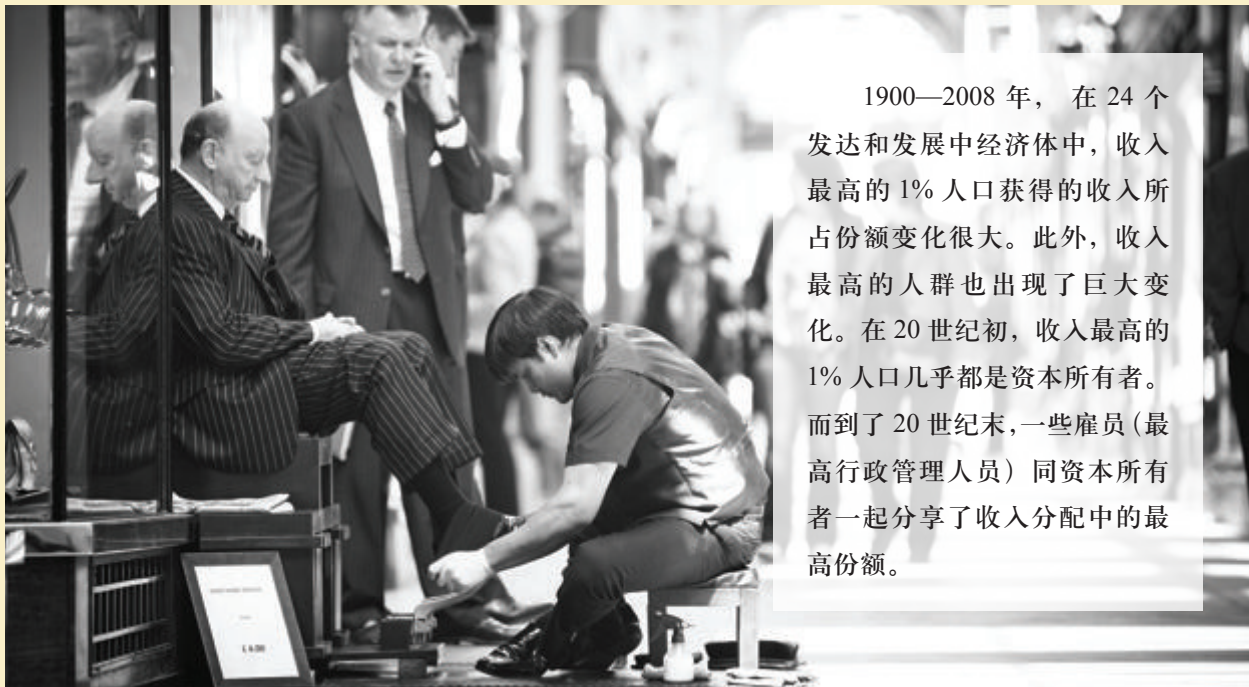 1900—2008 年， 在 24 个
发达和发展中经济体中，收入
最高的 1% 人口获得的收入所
占份额变化很大。此外，收入
最高的人群也出现了巨大变
化。在 20 世纪初，收入最高的
1% 人口几乎都是资本所有者。
而到了 20 世纪末，一些雇员（最
高行政管理人员）同资本所有
者一起分享了收入分配中的最
高份额。